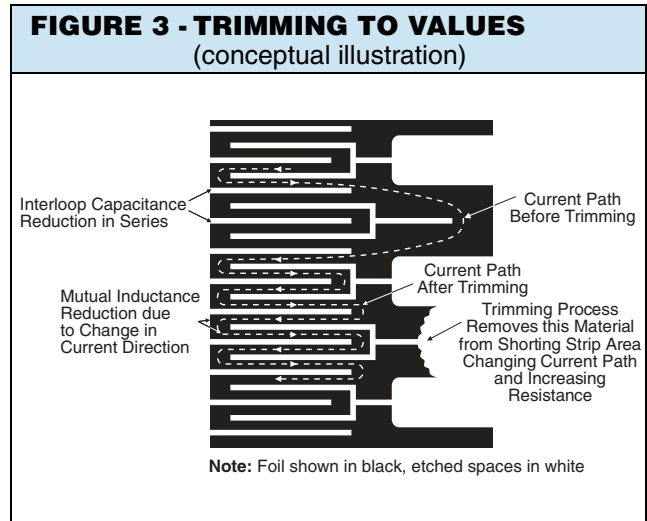 FIGURE 3 - TRIMMING TO VALUES
(conceptual illustration)
Interloop Capacitance
Reduction in Series
Current Path
Before Trimming
Current Path
After Trimming
Mutual Inductance
Reduction due
to Change in
Current Direction
Trimming Process
Removes this Material
from Shorting Strip Area
Changing Current Path
and Increasing
Resistance
Note: Foil shown in black, etched spaces in white